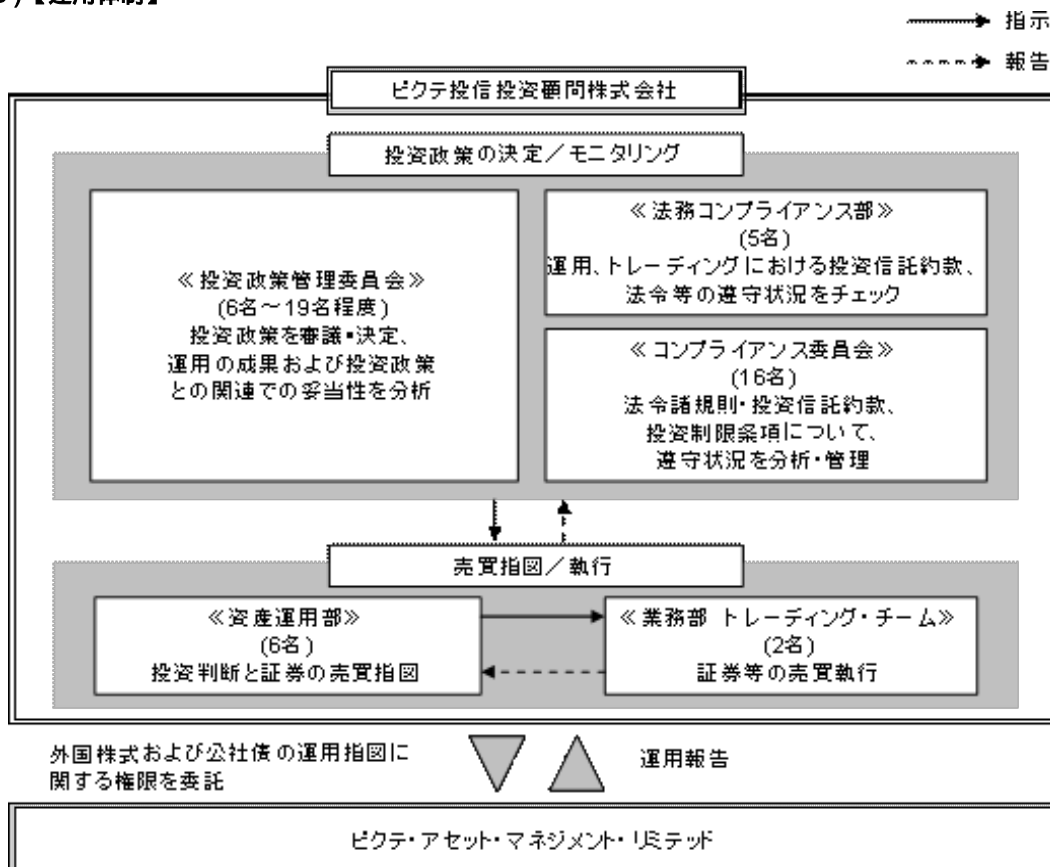 【運用体制】
指示
報告
ピクテ投信投資顧問株式会社
投資政策の決定／モニタリング
≪投資政策管理委員会≫
(6名～19名程度)
投資政策を審議・決定、
運用の成果および投資政策
との関連での妥当性を分析
≪法務コンプライアンス部≫
(5名)
運用、トレーディングにおける投資信託約款、
法令等の遵守状況をチェック
≪コンプライアンス委員会≫
(16名)
法令諸規則・投資信託約款、
投資制限条項について、
遵守状況を分析・管理
売買指図／執行
≪資産運用部≫
(6名)
投資判断と証券の売買指図
≪業務部 トレーディング・チーム≫
(2名)
証券等の売買執行
外国株式および公社債の運用指図に
関する権限を委託
運用報告
ピクテ・アセット・マネジメント・リミテッド